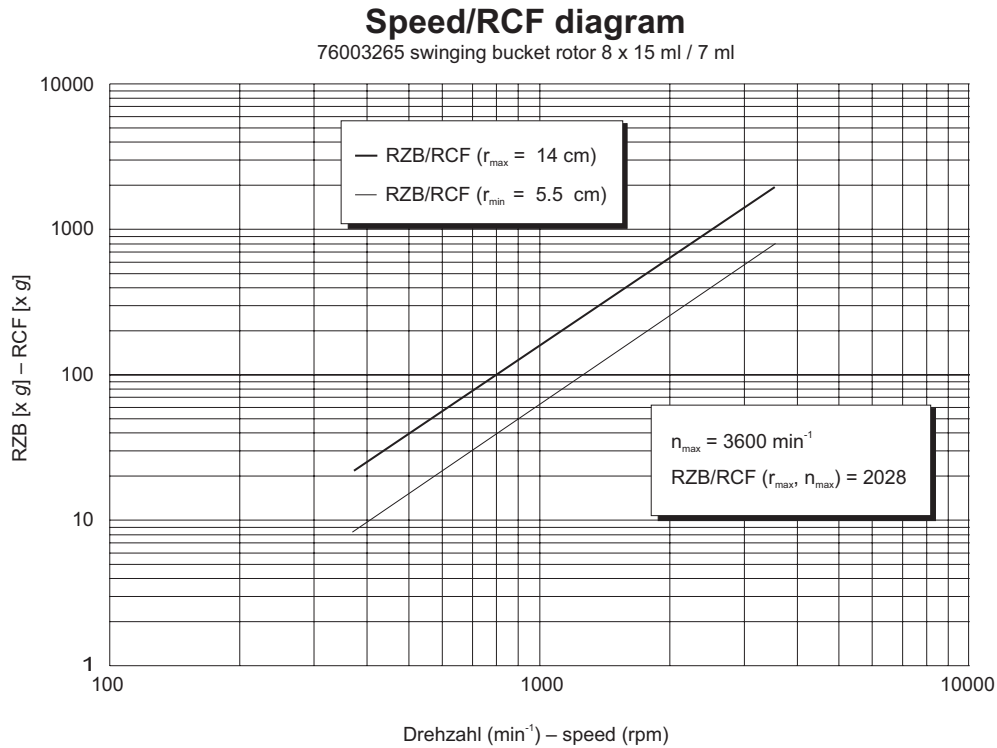 Speed/RCF diagram
76003265 swinging bucket rotor 8 x 15 ml / 7 ml
10000
1000
100
10
1
RZB [x g] – RCF [x g]
RZB/RCF (rmax = 14 cm)
RZB/RCF (rmin = 5.5 cm)
nmax = 3600 min-1
RZB/RCF (rmax, nmax) = 2028
100
1000
10000
Drehzahl (min-1) – speed (rpm)